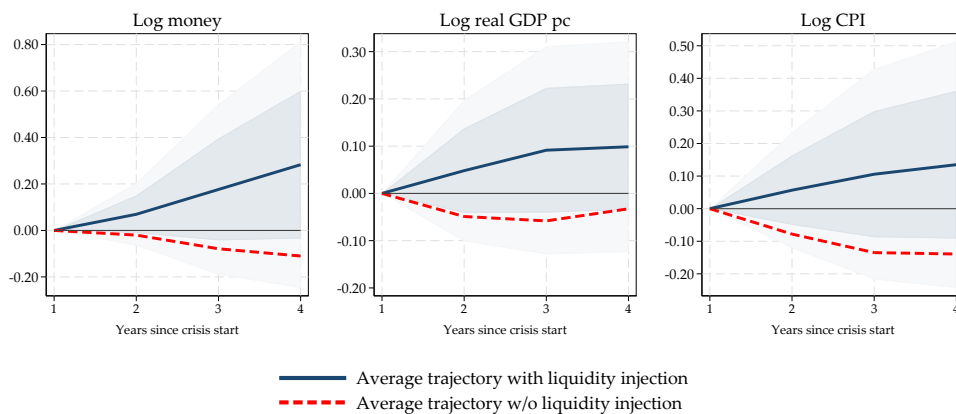 Log money
0.80
0.60
0.40
0.20
0.00
-0.20
1 2 3 4
Years since crisis start
Log real GDP pc
0.30
0.20
0.10
0.00
-0.10
-0.20
1 2 3 4
Years since crisis start
Log CPI
0.50
0.40
0.30
0.20
0.10
0.00
-0.10
-0.20
1 2 3 4
Years since crisis start
Average trajectory with liquidity injection
Average trajectory w/o liquidity injection